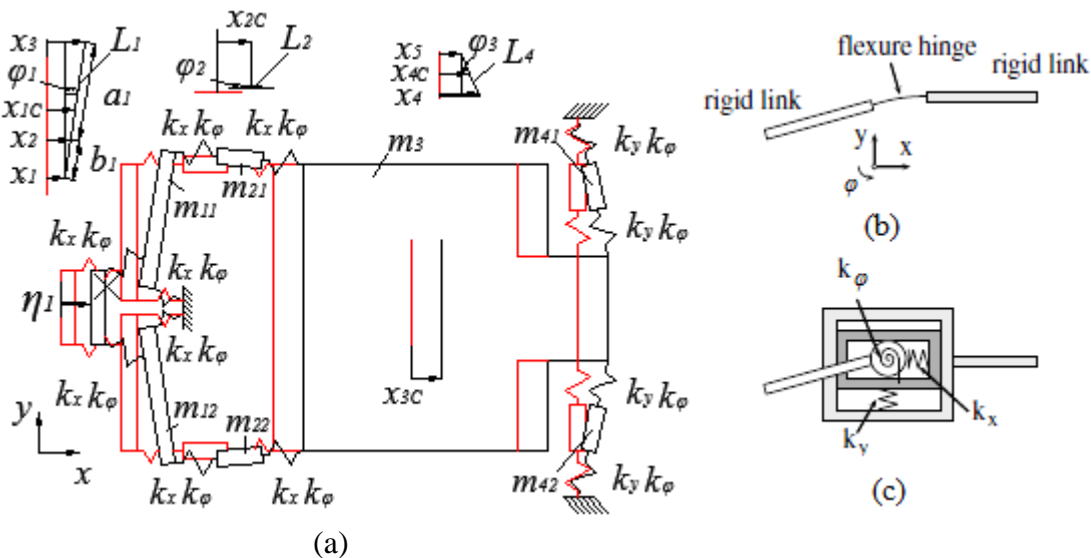 x3
φ1
x1C
x2
x1
L1
a1
b1
x2C
φ2
L2
x5
x4C
x4
φ3
L4
kx kφ
kx kφ
m21
m11
m3
m41
ky kφ
ky kφ
kx kφ
kx kφ
η1
kx kφ
kx kφ
m12
m22
x3C
ky kφ
m42
ky kφ
y
x
kx kφ
kx kφ
(a)
flexure hinge
rigid link
rigid link
y
x
φ
(b)
kφ
kx
ky
(c)